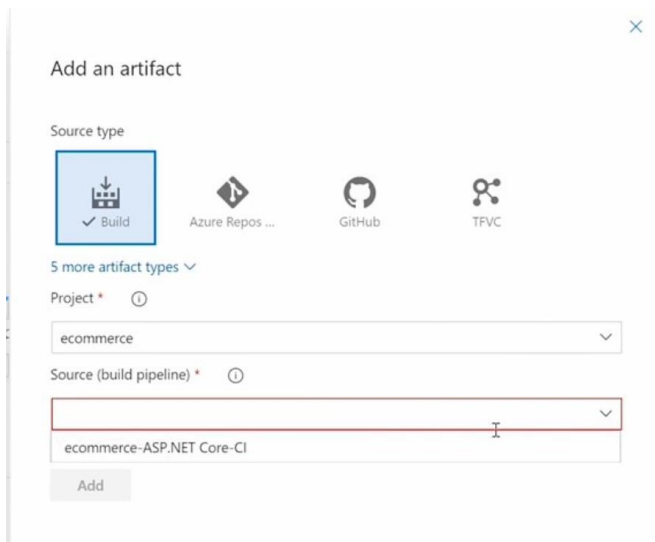 Add an artifact
Source type
Build
Azure Repos ...
GitHub
TFVC
5 more artifact types
Project *
ecommerce
Source (build pipeline) *
ecommerce-ASP.NET Core-CI
Add